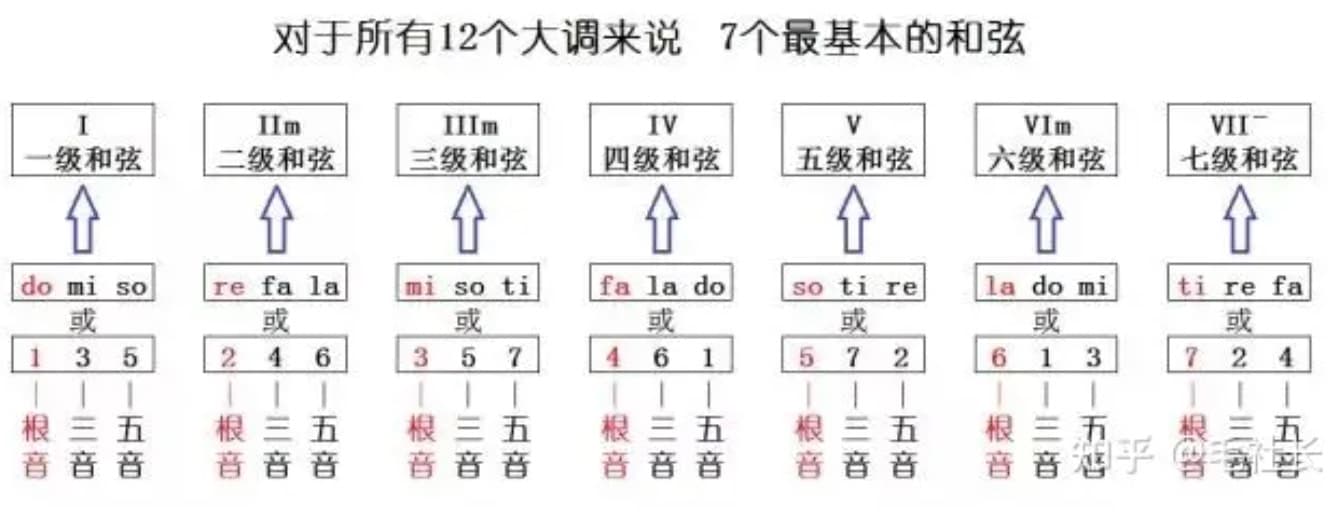 对于所有12个大调来说 7个最基本的和弦
I IIm IIIm IV V VIm VII⁻
一级和弦 二级和弦 三级和弦 四级和弦 五级和弦 六级和弦 七级和弦
do mi so re fa la mi so ti fa la do so ti re la do mi ti re fa
或 或 或 或 或 或 或
1 3 5 2 4 6 3 5 7 4 6 1 5 7 2 6 1 3 7 2 4
根 三 五 根 三 五 根 三 五 根 三 五 根 三 五 根 三 五 根 三 五
音 音 音 音 音 音 音 音 音 音 音 音 音 音 音 音 音 音 音 音 音
知乎 @毛社长